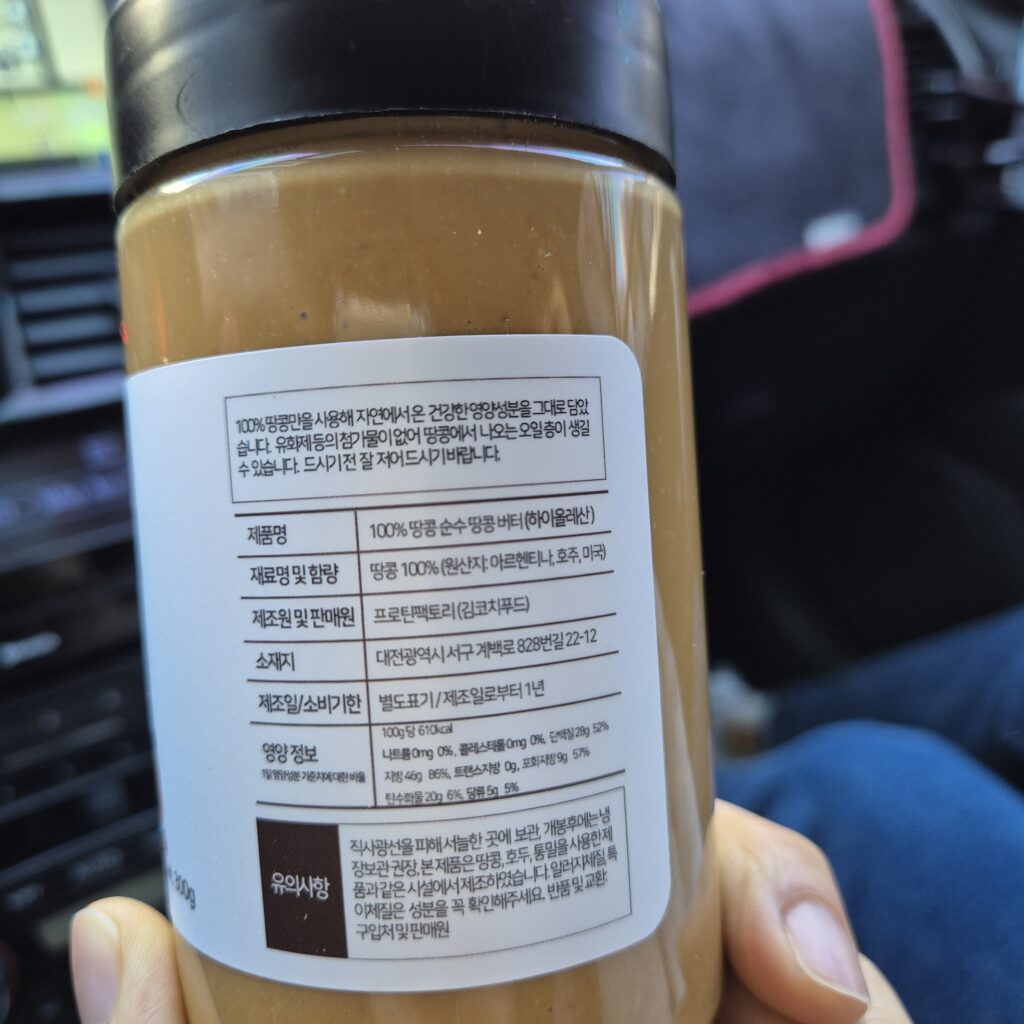 100% 땅콩만을 사용해 자연에서 온 건강한 영양성분을 그대로 담았
습니다. 유화제 등의 첨가물이 없어 땅콩에서 나오는 오일 층이 생길
수 있습니다. 드시기 전 잘 저어 드시기 바랍니다.
제품명 100% 땅콩 순수 땅콩 버터 (하이올레산)
재료명 및 함량 땅콩 100% (원산지: 아르헨티나, 호주, 미국)
제조원 및 판매원 프로틴팩토리 (김코치푸드)
소재지 대전광역시 서구 계백로 828번길 22-12
제조일/소비기한 별도표기 / 제조일로부터 1년
영양 정보
1일 영양성분 기준치에 대한 비율
100g 당 610kcal
나트륨 0mg 0%, 콜레스테롤 0mg 0%, 단백질 28g 52%
지방 46g 86%, 트랜스지방 0g, 포화지방 9g 57%
탄수화물 20g 6%, 당류 5g 5%
유의사항
직사광선을 피해 서늘한 곳에 보관, 개봉후에는 냉
장보관 권장, 본 제품은 땅콩, 호두, 통밀을 사용한 제
품과 같은 시설에서 제조하였습니다. 알러지체질, 특
이체질은 성분을 꼭 확인해주세요. 반품 및 교환:
구입처 및 판매원
300g